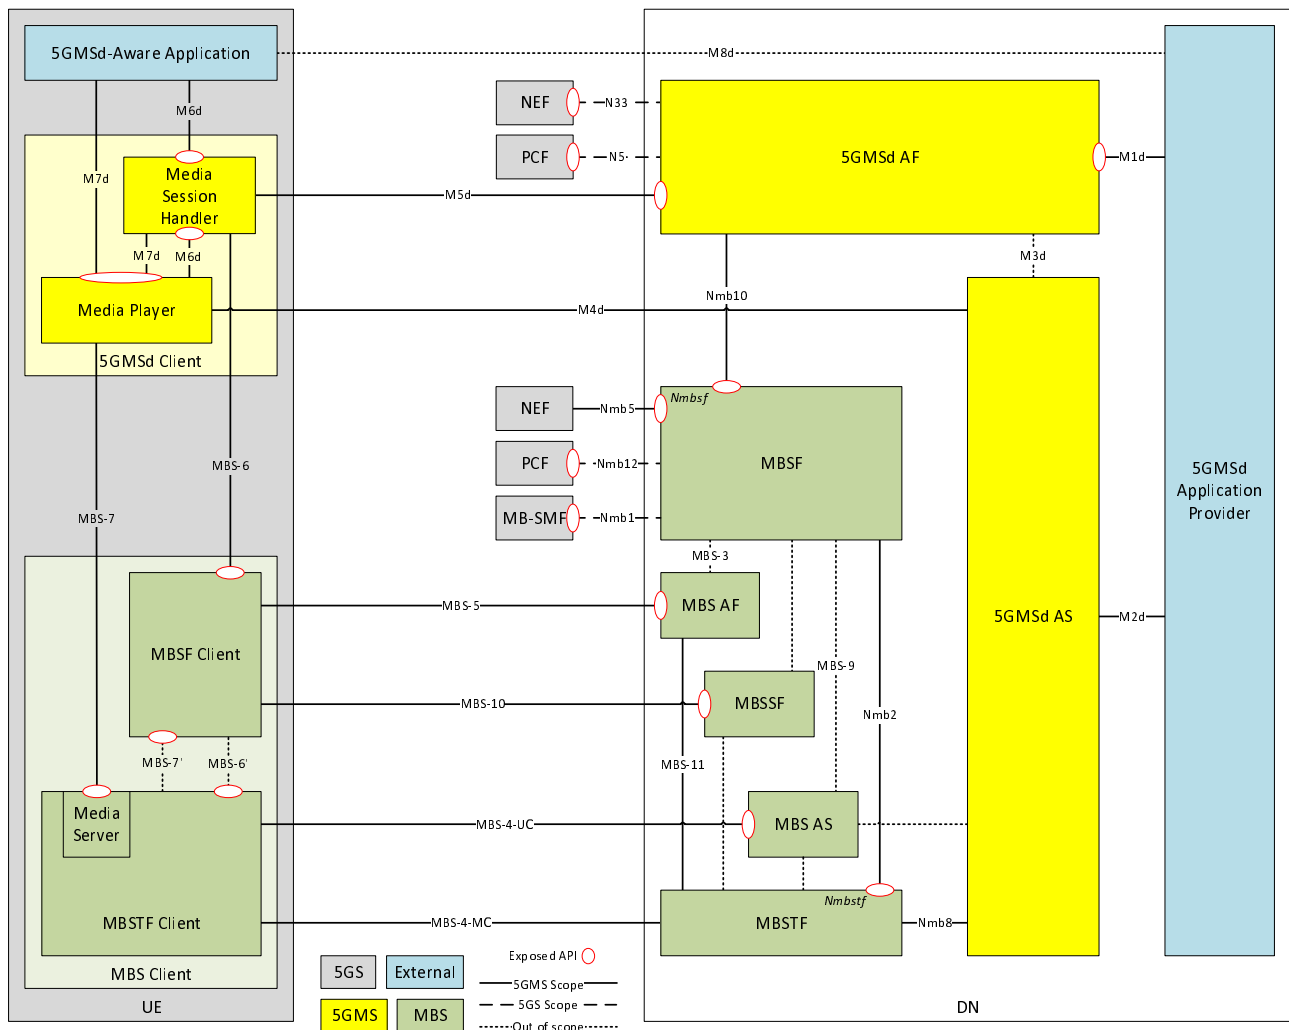 5GMSd-Aware Application
M8d
M6d
NEF
N33
PCF
N5
5GMSd AF
M1d
Media
Session
Handler
M7d
M5d
M7d
M6d
M3d
Nmb10
Media Player
M4d
5GMSd Client
NEF
Nmb5
Nmbsf
PCF
Nmb12
MBSF
MB-SMF
Nmb1
MBS-6
MBS-7
5GMSd
Application
Provider
MBS-3
MBS-5
MBS AF
MBSF Client
5GMSd AS
M2d
MBS-9
MBS-10
MBSSF
Nmb2
MBS-7'
MBS-6'
MBS-11
Media
Server
MBS-4-UC
MBS AS
Nmbstf
MBSTF Client
MBS-4-MC
MBSTF
Nmb8
MBS Client
UE
DN
5GS
External
5GMS
MBS
Exposed API
5GMS Scope
5GS Scope
Out of scope